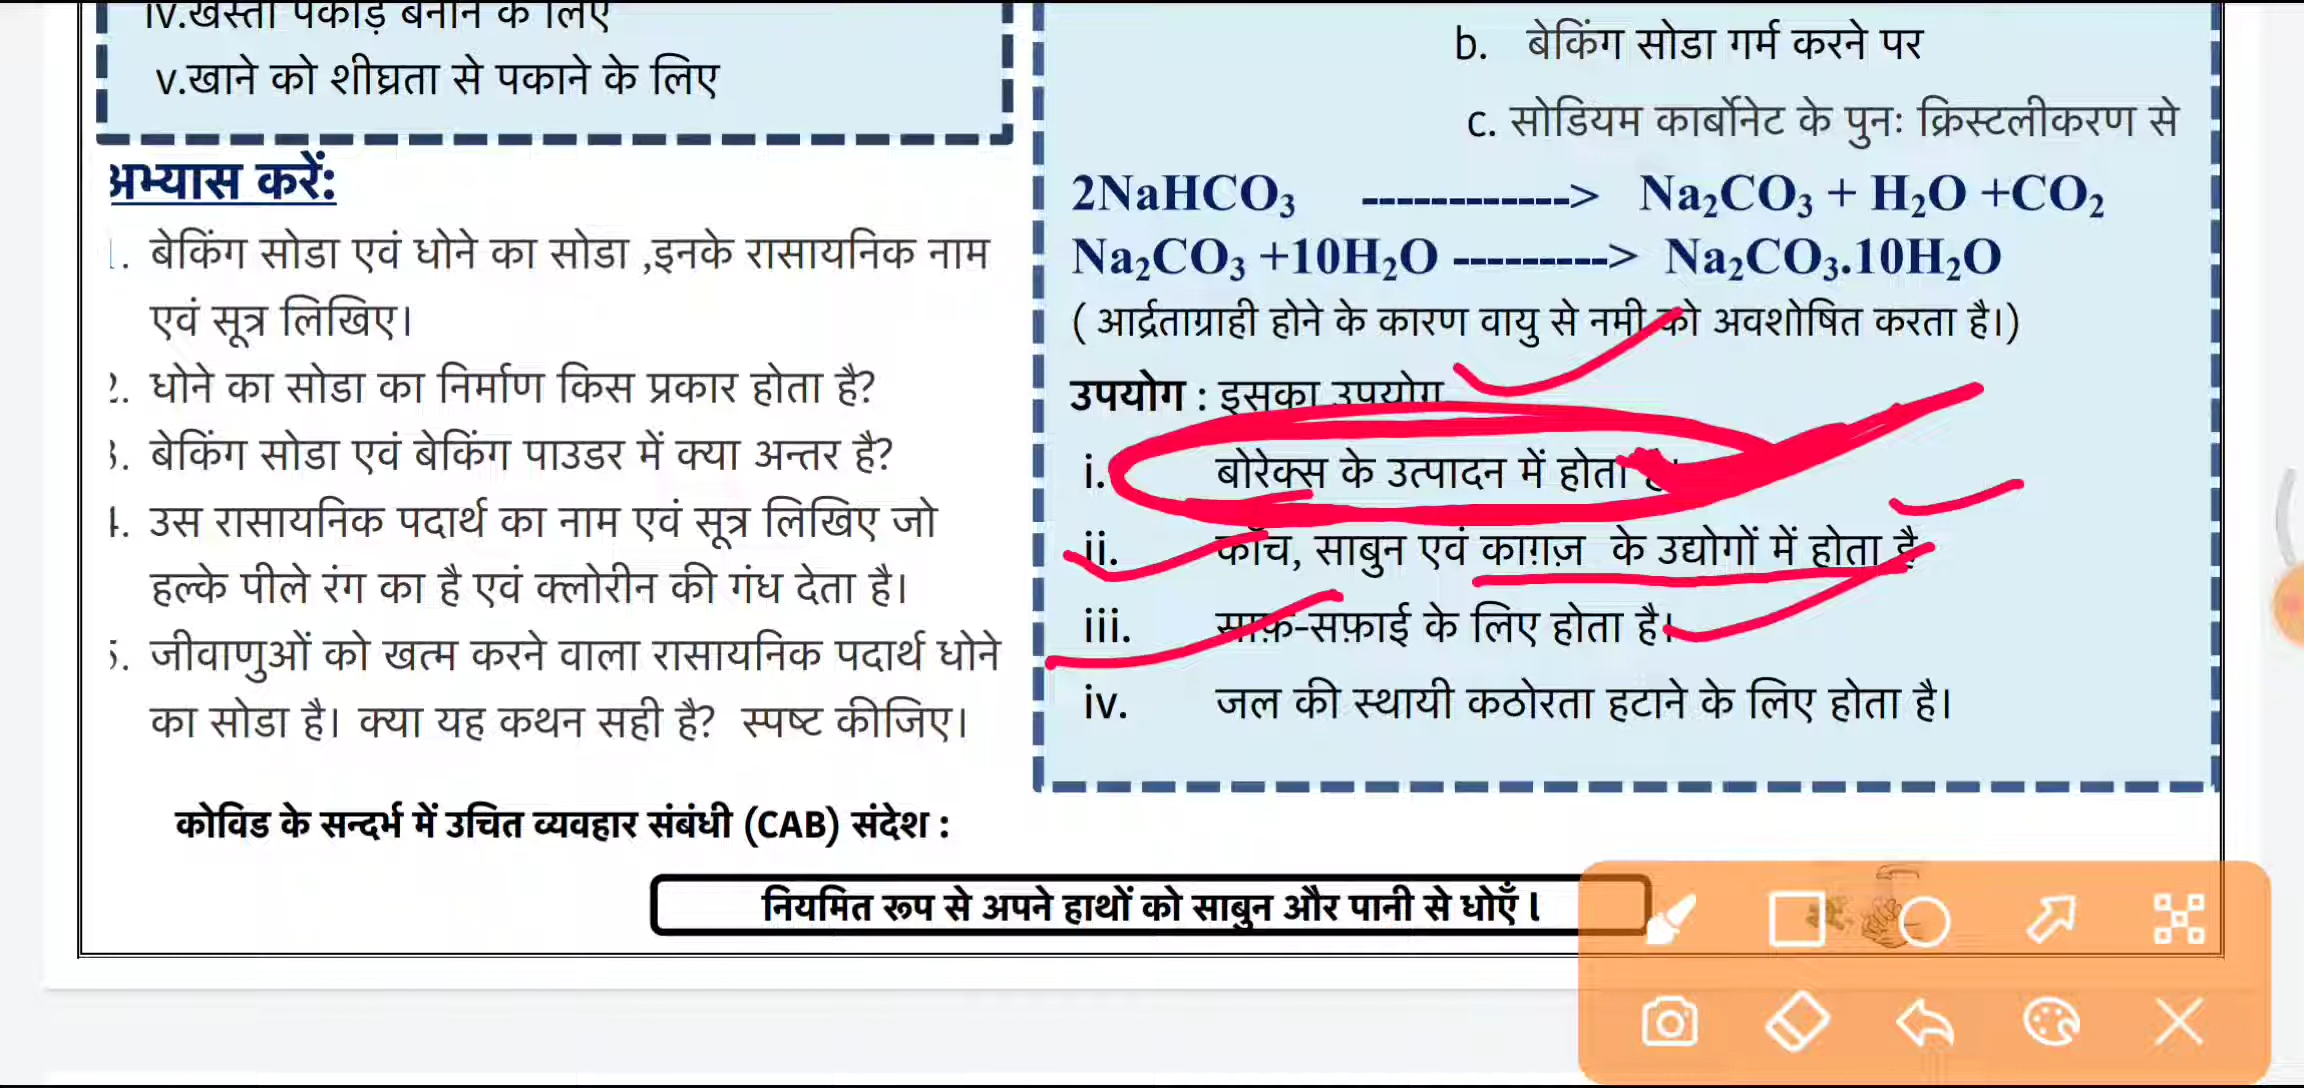 iv.खस्ता पकौड़े बनाने के लिए
v.खाने को शीघ्रता से पकाने के लिए
अभ्यास करें:
1. बेकिंग सोडा एवं धोने का सोडा ,इनके रासायनिक नाम
एवं सूत्र लिखिए।
2. धोने का सोडा का निर्माण किस प्रकार होता है?
3. बेकिंग सोडा एवं बेकिंग पाउडर में क्या अन्तर है?
4. उस रासायनिक पदार्थ का नाम एवं सूत्र लिखिए जो
हल्के पीले रंग का है एवं क्लोरीन की गंध देता है।
5. जीवाणुओं को खत्म करने वाला रासायनिक पदार्थ धोने
का सोडा है। क्या यह कथन सही है? स्पष्ट कीजिए।
b. बेकिंग सोडा गर्म करने पर
c. सोडियम कार्बोनेट के पुनः क्रिस्टलीकरण से
2NaHCO₃ ------------> Na₂CO₃ + H₂O +CO₂
Na₂CO₃ +10H₂O ---------> Na₂CO₃.10H₂O
( आर्द्रताग्राही होने के कारण वायु से नमी को अवशोषित करता है।)
उपयोग : इसका उपयोग
i. बोरेक्स के उत्पादन में होता है।
ii. काँच, साबुन एवं काग़ज़ के उद्योगों में होता है
iii. साफ़-सफ़ाई के लिए होता है।
iv. जल की स्थायी कठोरता हटाने के लिए होता है।
कोविड के सन्दर्भ में उचित व्यवहार संबंधी (CAB) संदेश :
नियमित रूप से अपने हाथों को साबुन और पानी से धोएँ l